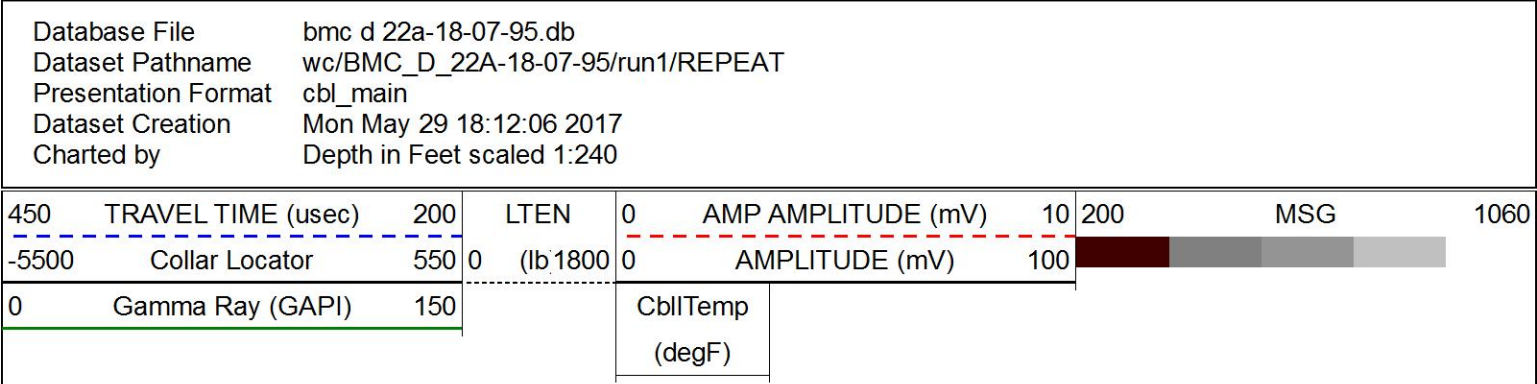 Database File bmc d 22a-18-07-95.db
Dataset Pathname wc/BMC_D_22A-18-07-95/run1/REPEAT
Presentation Format cbl_main
Dataset Creation Mon May 29 18:12:06 2017
Charted by Depth in Feet scaled 1:240
450 TRAVEL TIME (usec) 200 LTEN 0 AMP AMPLITUDE (mV) 10 200 MSG 1060
-5500 Collar Locator 550 0 (lb 1800 0 AMPLITUDE (mV) 100
0 Gamma Ray (GAPI) 150 CbllTemp
(degF)